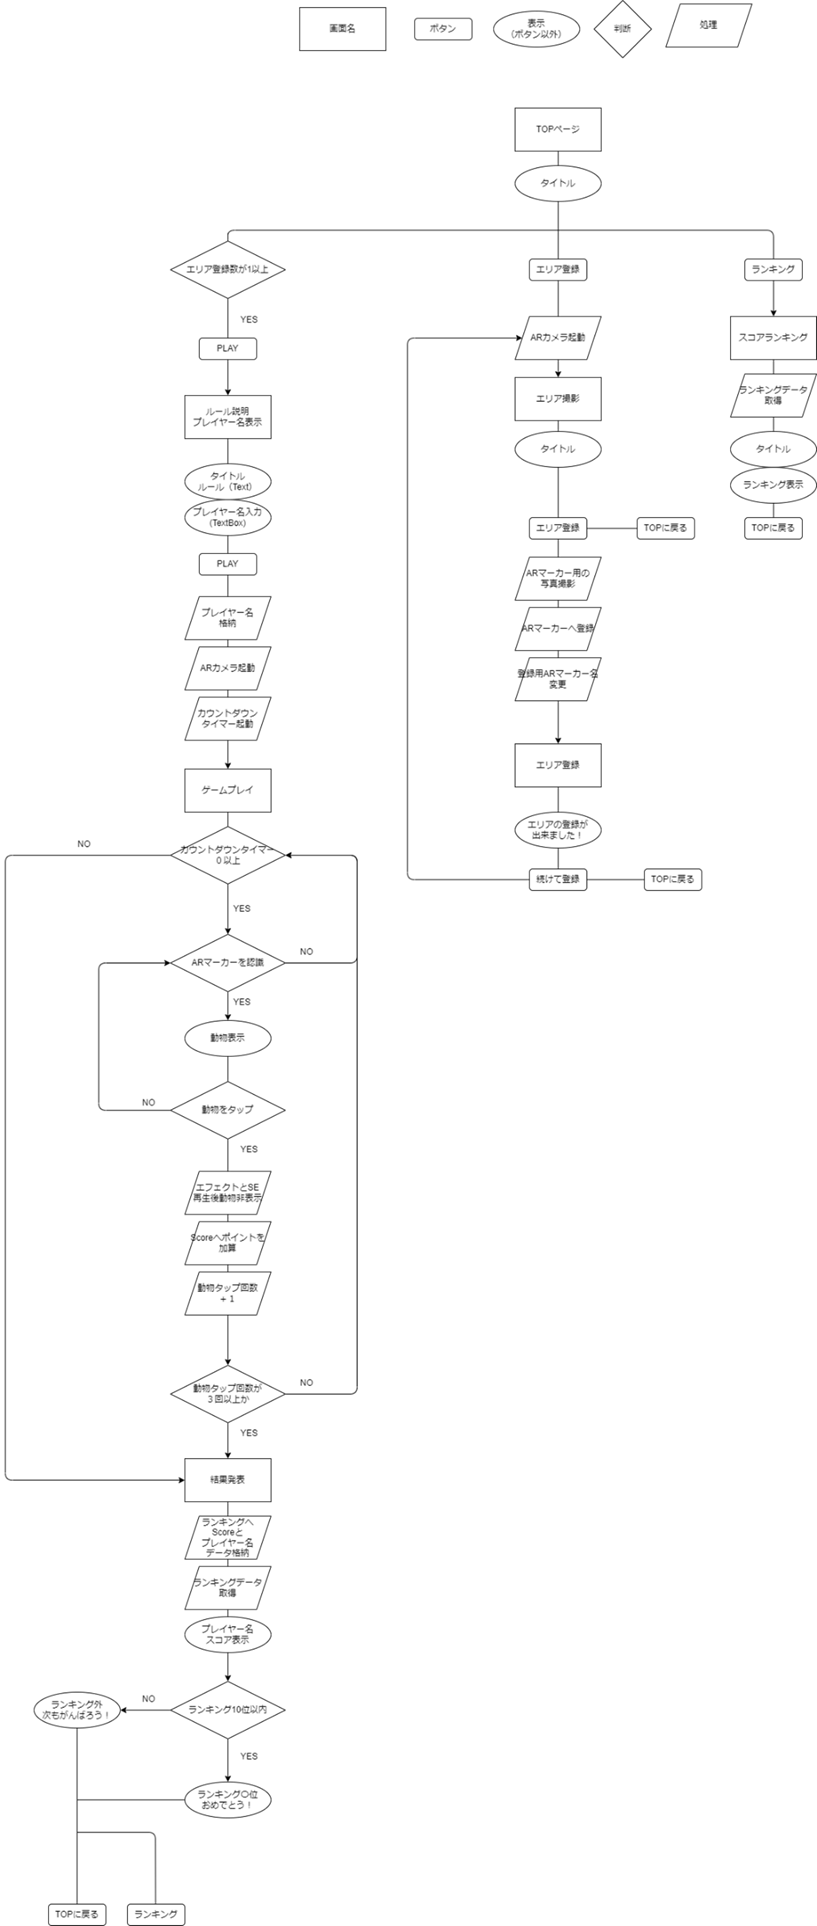 画面名
ボタン
表示
（ボタン以外）
判断
処理
TOPページ
タイトル
エリア登録数が1以上
YES
PLAY
ルール説明
プレイヤー名表示
タイトル
ルール（Text）
プレイヤー名入力
(TextBox)
PLAY
プレイヤー名
格納
ARカメラ起動
カウントダウン
タイマー起動
ゲームプレイ
カウントダウンタイマー
０以上
NO
YES
ARマーカーを認識
NO
YES
動物表示
動物をタップ
NO
YES
エフェクトとSE
再生後動物非表示
Scoreへポイントを
加算
動物タップ回数
+ 1
動物タップ回数が
３回以上か
NO
YES
結果発表
ランキングへ
Scoreと
プレイヤー名
データ格納
ランキングデータ
取得
プレイヤー名
スコア表示
ランキング10位以内
NO
ランキング外
次もがんばろう！
YES
ランキング〇位
おめでとう！
TOPに戻る
ランキング
エリア登録
ARカメラ起動
エリア撮影
タイトル
エリア登録
TOPに戻る
ARマーカー用の
写真撮影
ARマーカーへ登録
登録用ARマーカー名
変更
エリア登録
エリアの登録が
出来ました！
続けて登録
TOPに戻る
ランキング
スコアランキング
ランキングデータ
取得
タイトル
ランキング表示
TOPに戻る